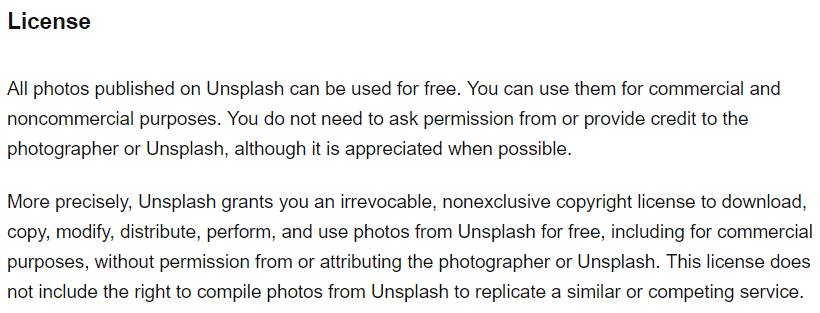 License
All photos published on Unsplash can be used for free. You can use them for commercial and
noncommercial purposes. You do not need to ask permission from or provide credit to the
photographer or Unsplash, although it is appreciated when possible.
More precisely, Unsplash grants you an irrevocable, nonexclusive copyright license to download,
copy, modify, distribute, perform, and use photos from Unsplash for free, including for commercial
purposes, without permission from or attributing the photographer or Unsplash. This license does
not include the right to compile photos from Unsplash to replicate a similar or competing service.